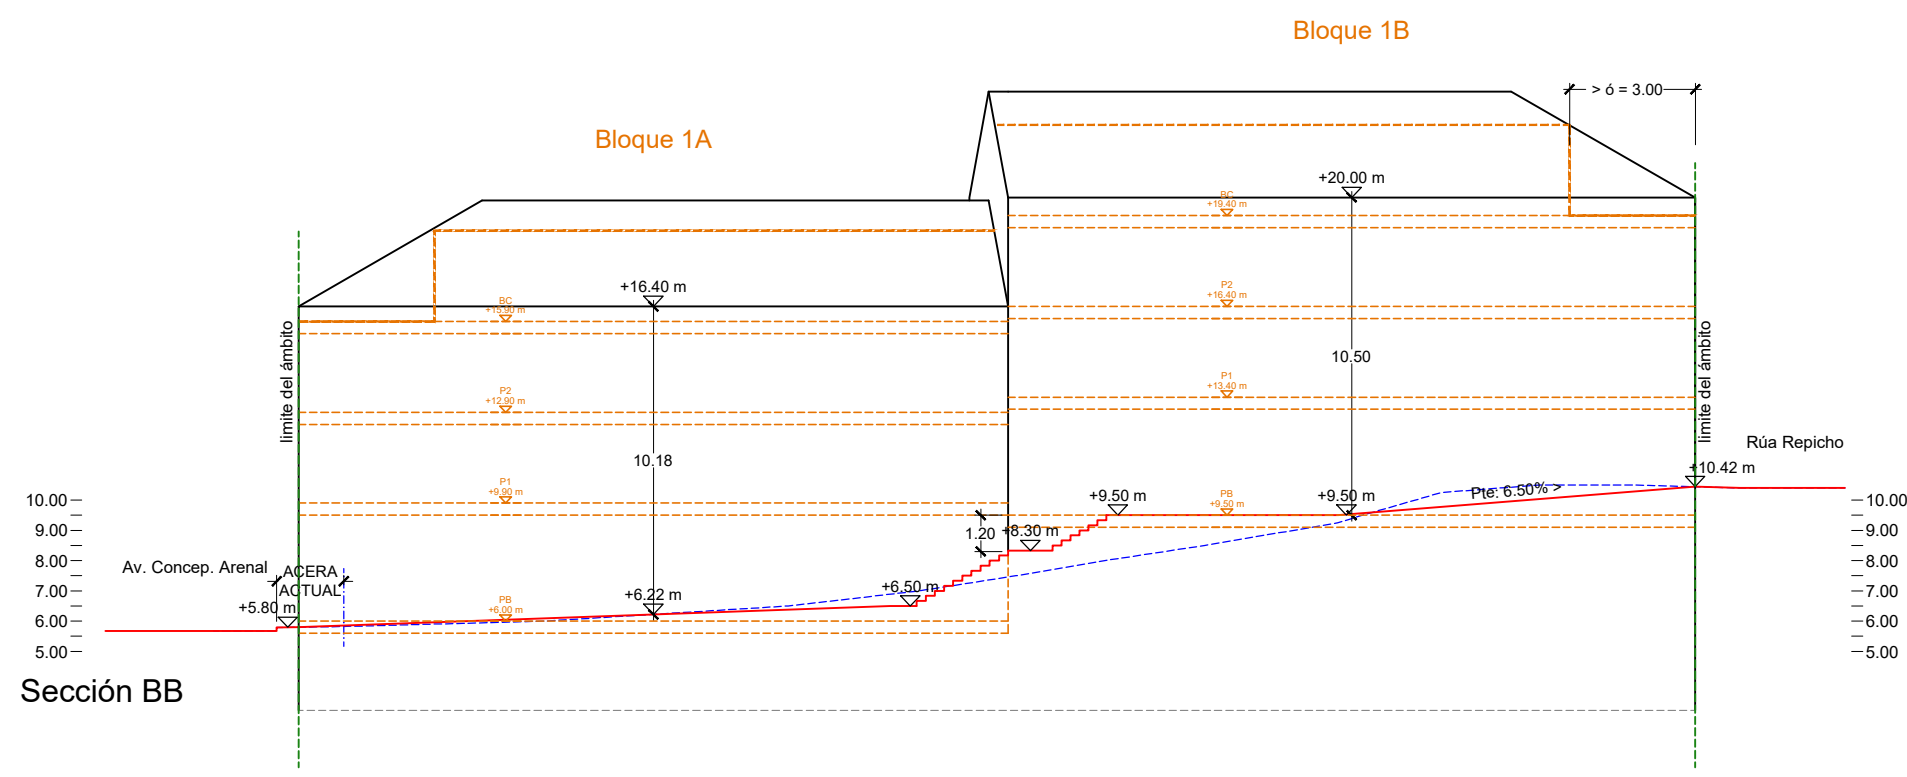 Bloque 1B
> ó = 3.00
Bloque 1A
+20.00 m
BC
+19.40 m
+16.40 m
P2
+16.40 m
BC
+15.90 m
limite del ámbito
limite del ámbito
10.50
P1
+13.40 m
P2
+12.90 m
Rúa Repicho
10.18
+10.42 m
P1
+9.90 m
+9.50 m
PB
+9.50 m
+9.50 m
Pte. 6.50% >
10.00
9.00
8.00
7.00
6.00
5.00
10.00
9.00
8.00
7.00
6.00
5.00
1.20
+8.30 m
Av. Concep. Arenal
ACERA
ACTUAL
+5.80 m
PB
+6.00 m
+6.22 m
+6.50 m
Sección BB